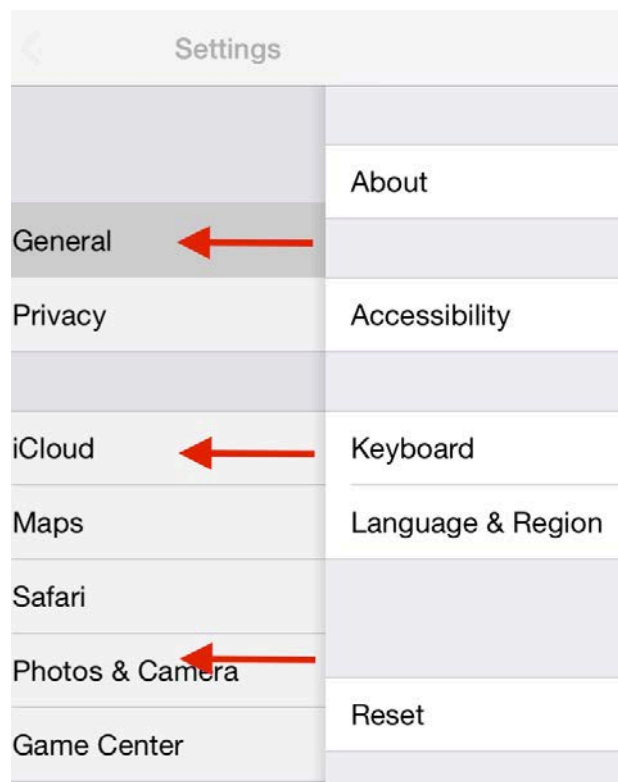 Settings
General
Privacy
iCloud
Maps
Safari
Photos & Camera
Game Center
About
Accessibility
Keyboard
Language & Region
Reset